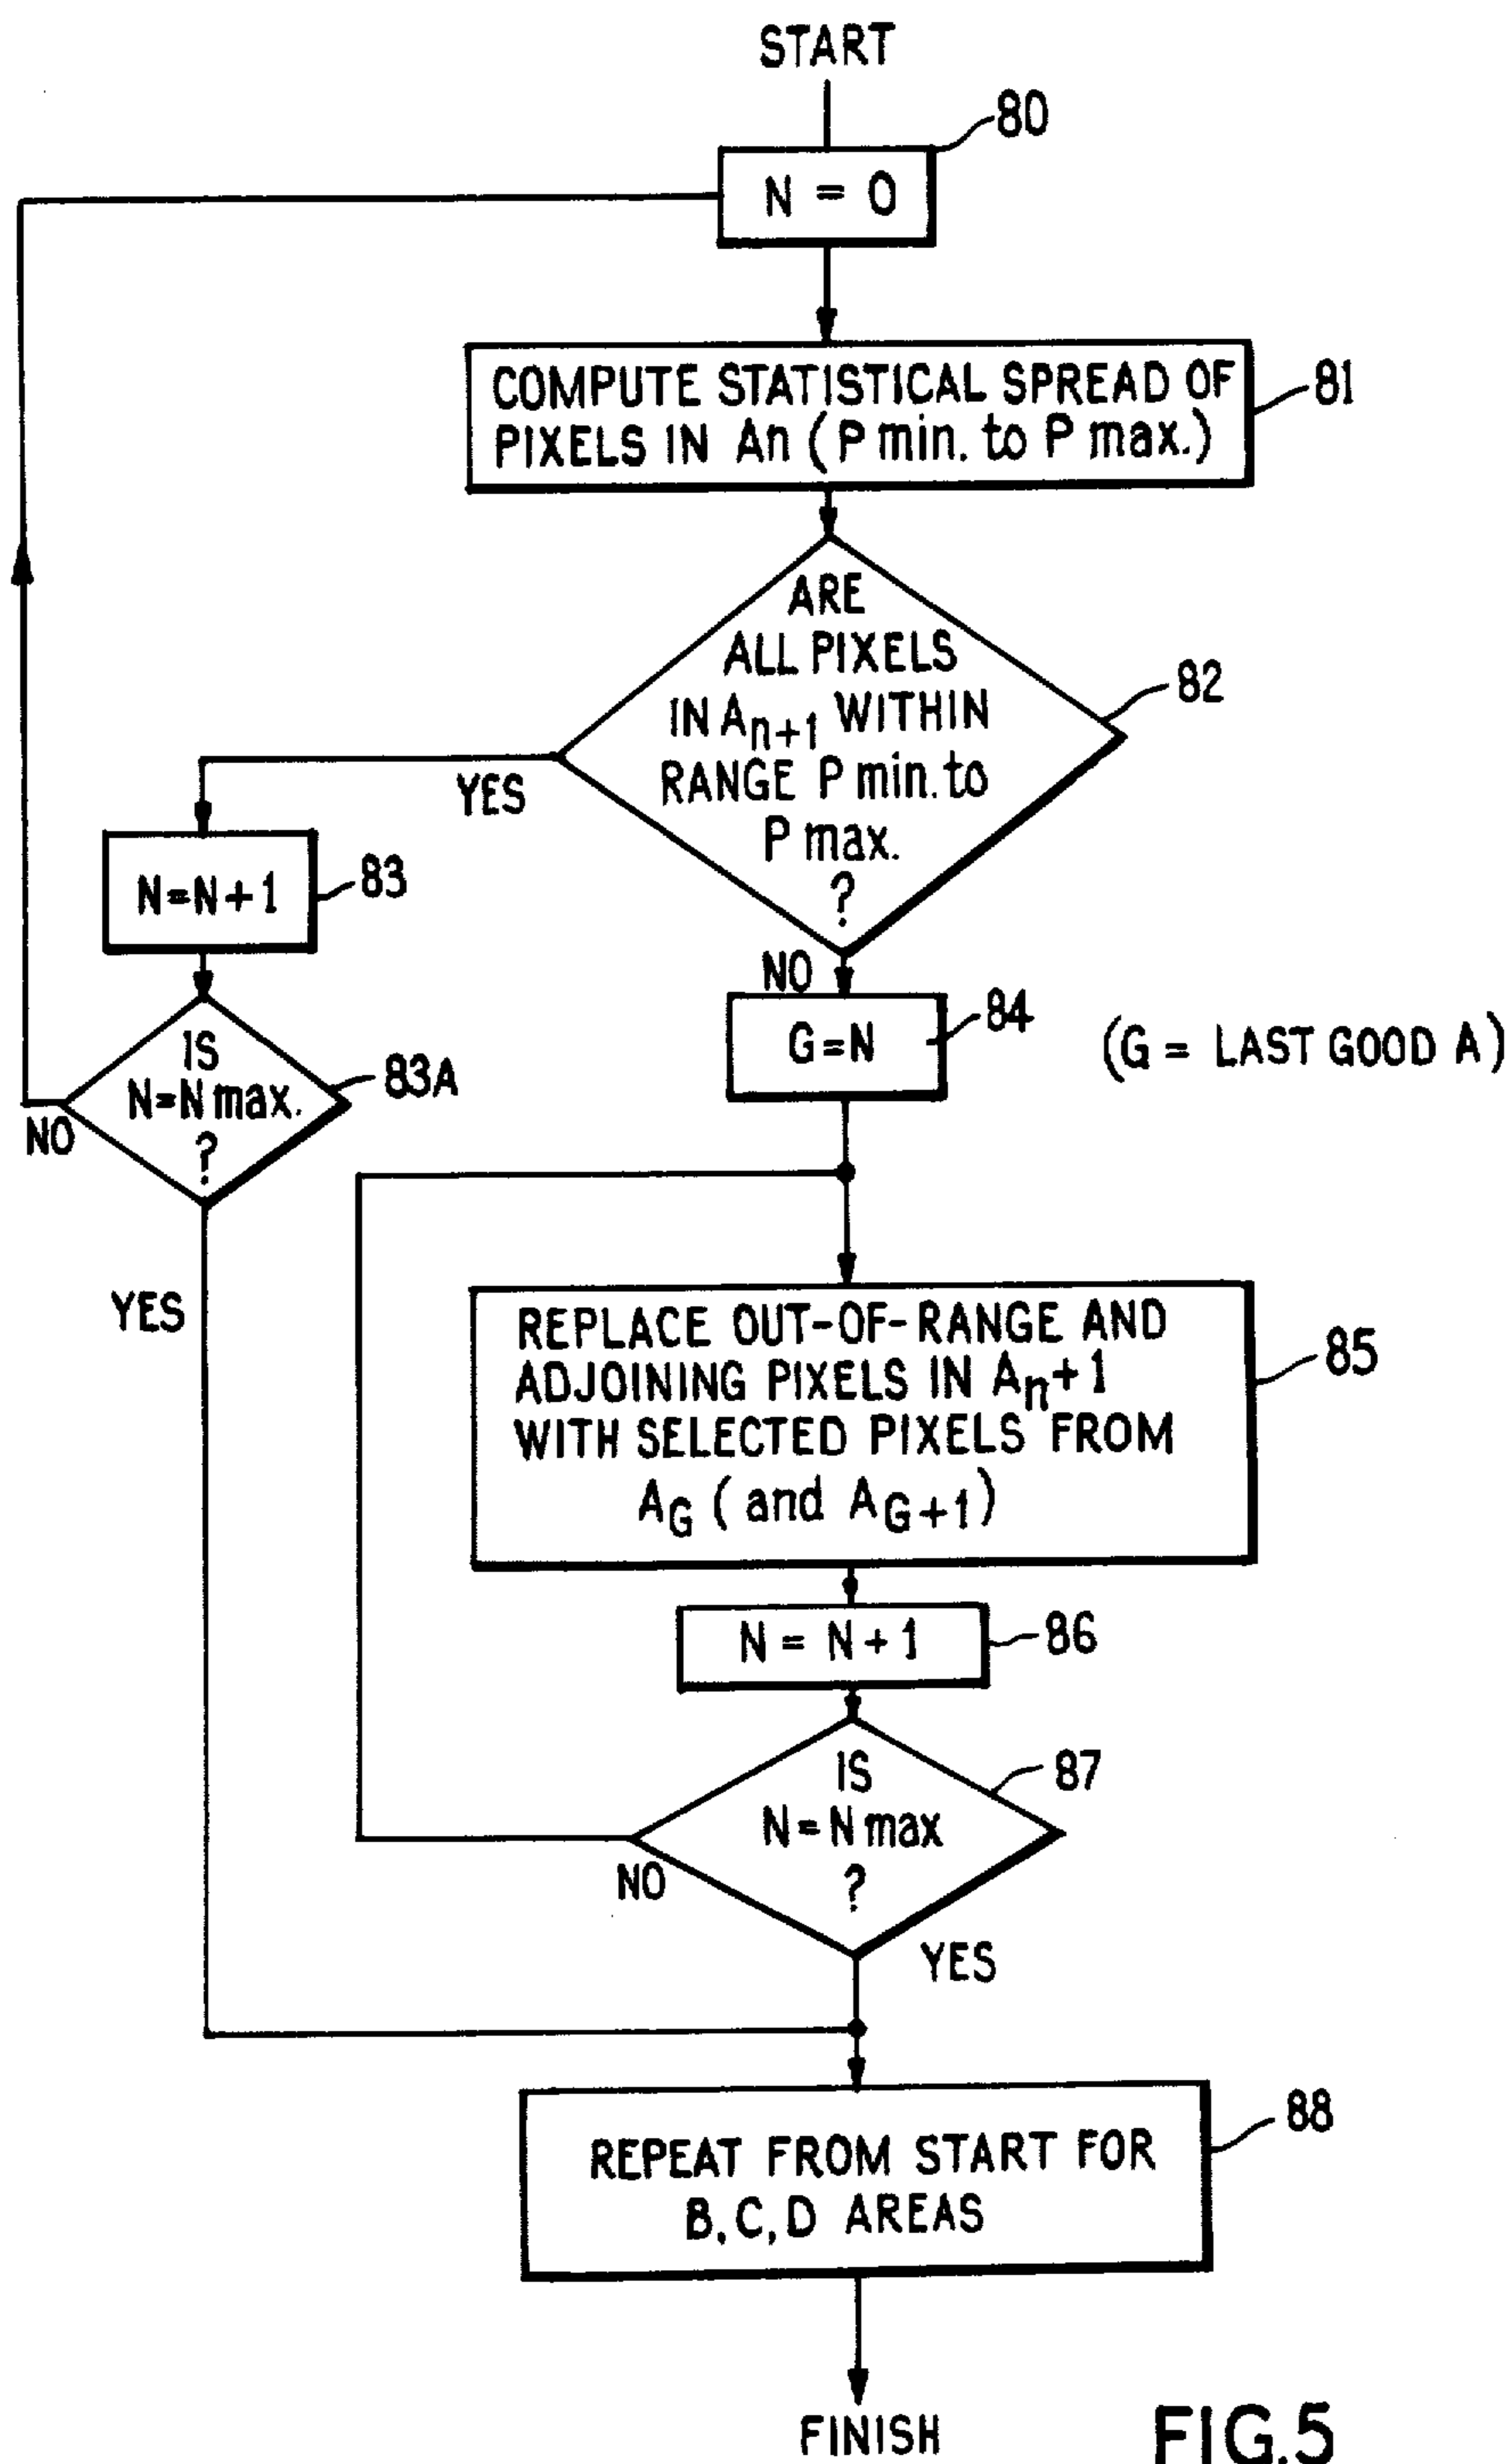 START
80
N = 0
COMPUTE STATISTICAL SPREAD OF
PIXELS IN An (P min. to P max.)
81
ARE
ALL PIXELS
IN An+1 WITHIN
RANGE P min. to
P max.
?
82
YES
NO
N=N+1
83
IS
N=N max.
?
83A
NO
YES
G=N
84
(G = LAST GOOD A)
REPLACE OUT-OF-RANGE AND
ADJOINING PIXELS IN An+1
WITH SELECTED PIXELS FROM
AG (and AG+1)
85
N = N+1
86
IS
N=N max
?
87
NO
YES
REPEAT FROM START FOR
B, C, D AREAS
88
FINISH
FIG.5